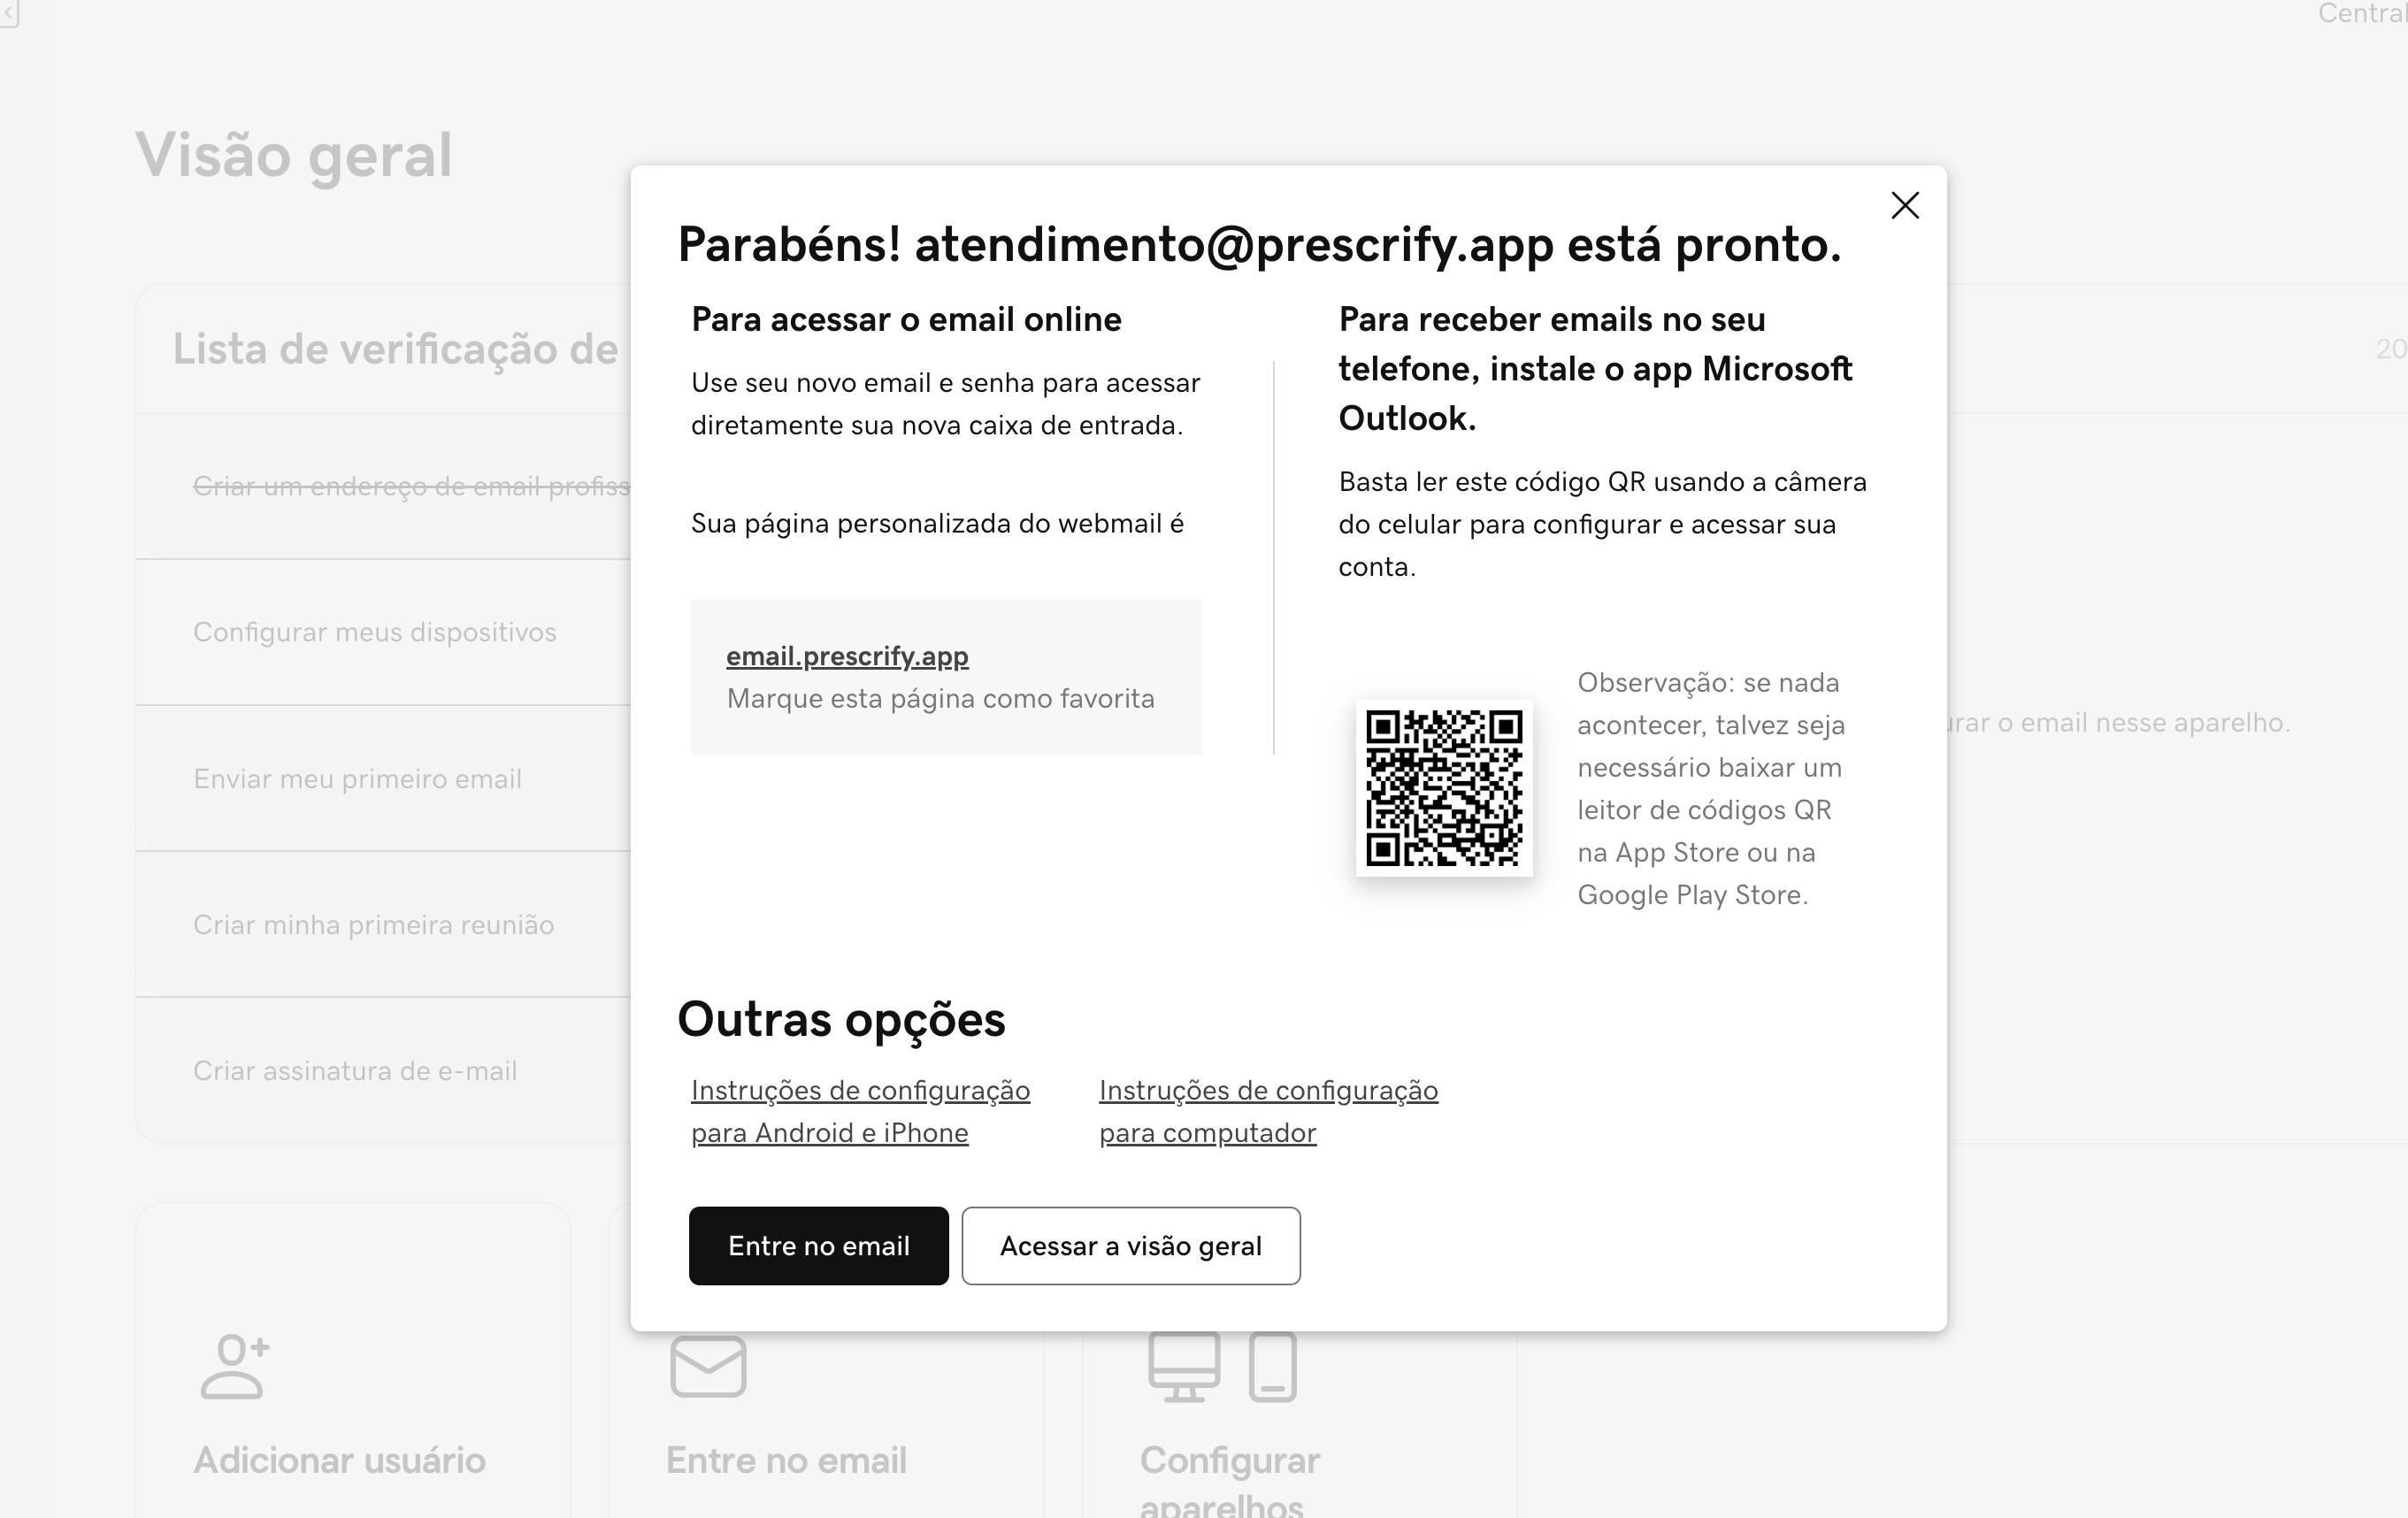 Central
Visão geral
Parabéns! atendimento@prescrify.app está pronto.
Para acessar o email online
Use seu novo email e senha para acessar
diretamente sua nova caixa de entrada.
Sua página personalizada do webmail é
email.prescrify.app
Marque esta página como favorita
Para receber emails no seu
telefone, instale o app Microsoft
Outlook.
Basta ler este código QR usando a câmera
do celular para configurar e acessar sua
conta.
Observação: se nada
acontecer, talvez seja
necessário baixar um
leitor de códigos QR
na App Store ou na
Google Play Store.
Outras opções
Instruções de configuração
para Android e iPhone
Instruções de configuração
para computador
Entre no email
Acessar a visão geral
Lista de verificação de
20
Criar um endereço de email
Configurar meus dispositivos
Enviar meu primeiro email
Criar minha primeira reunião
Criar assinatura de e-mail
o email nesse aparelho.
Adicionar usuário
Entre no email
Configurar
aparelhos